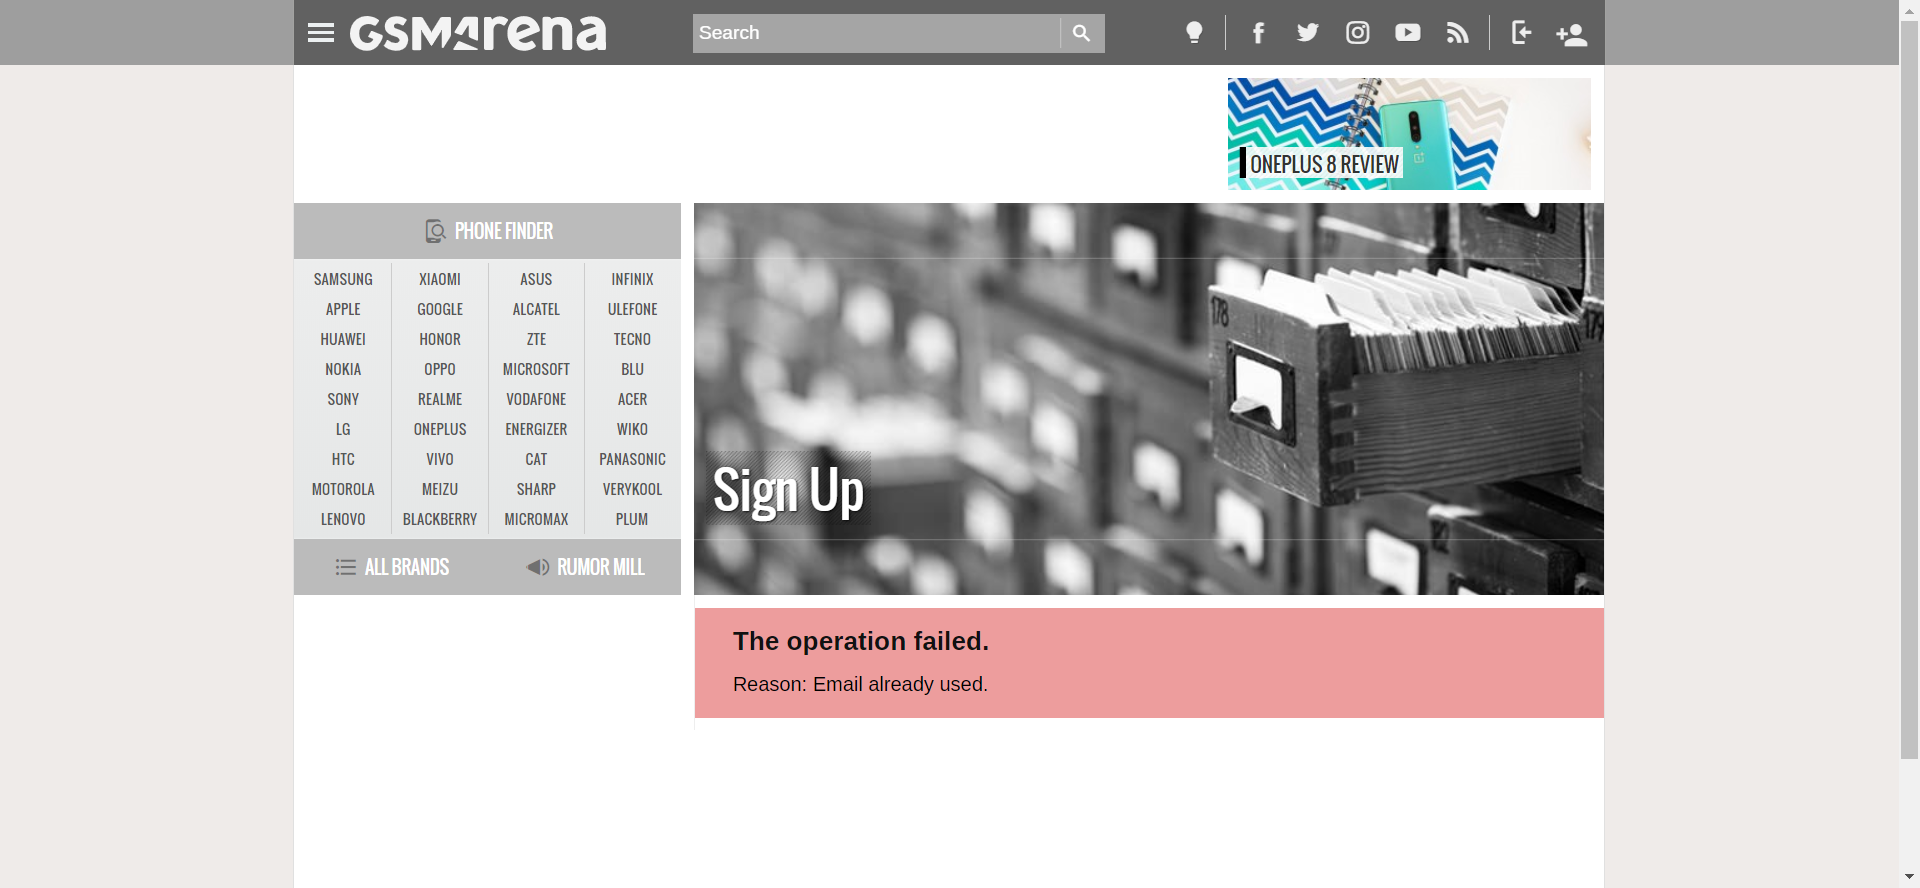 GSMArena
Search
ONEPLUS 8 REVIEW
PHONE FINDER
SAMSUNG XIAOMI ASUS INFINIX
APPLE GOOGLE ALCATEL ULEFONE
HUAWEI HONOR ZTE TECNO
NOKIA OPPO MICROSOFT BLU
SONY REALME VODAFONE ACER
LG ONEPLUS ENERGIZER WIKO
HTC VIVO CAT PANASONIC
MOTOROLA MEIZU SHARP VERYKOOL
LENOVO BLACKBERRY MICROMAX PLUM
ALL BRANDS RUMOR MILL
178
Sign Up
The operation failed.
Reason: Email already used.